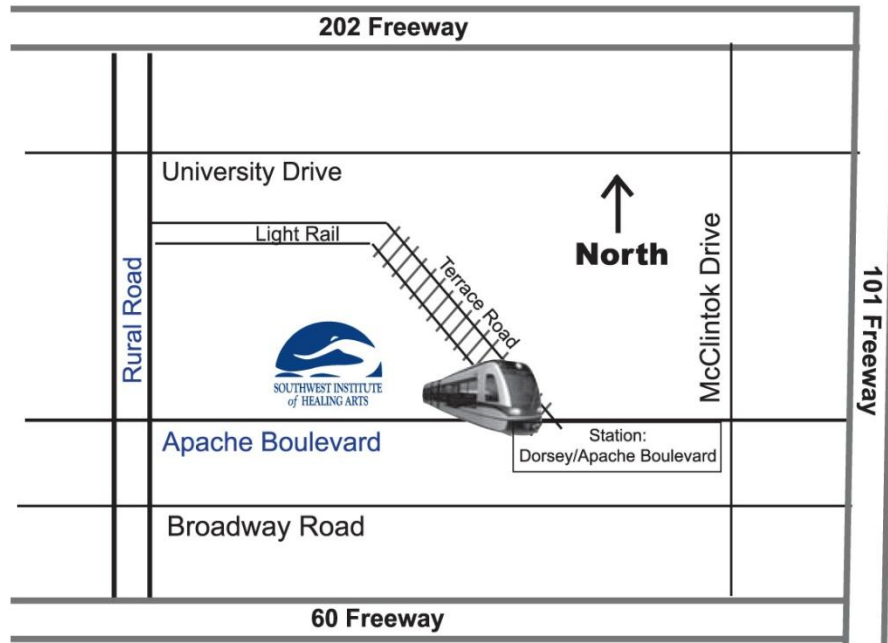 202 Freeway
University Drive
Light Rail
Terrace Road
North
McClintok Drive
101 Freeway
Rural Road
SOUTHWEST INSTITUTE
of HEALING ARTS
Apache Boulevard
Station:
Dorsey/Apache Boulevard
Broadway Road
60 Freeway